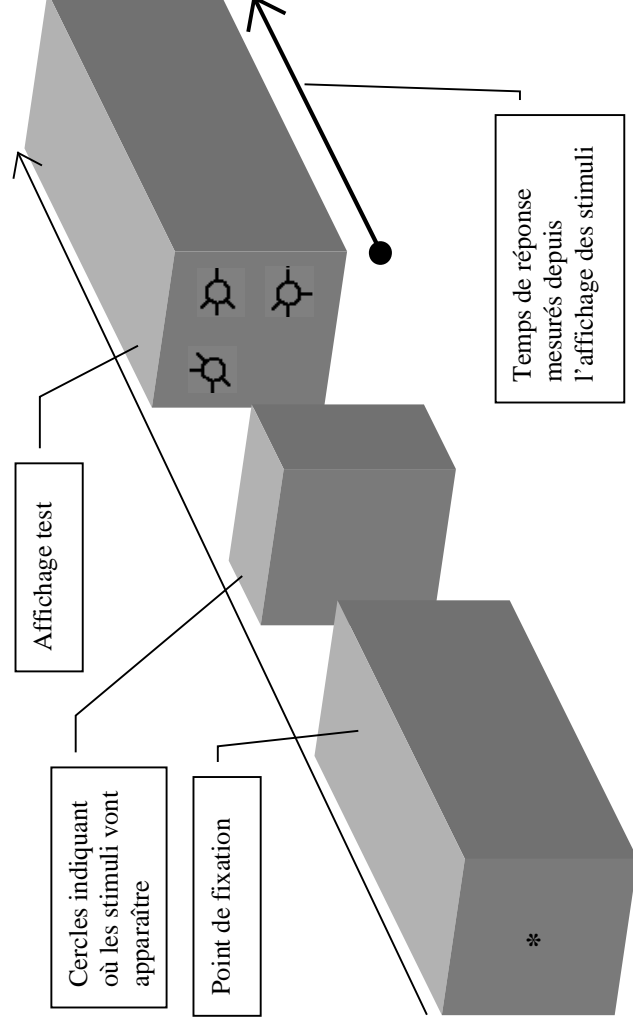 Affichage test
Cercles indiquant
où les stimuli vont
apparaître
Point de fixation
*
Temps de réponse
mesurés depuis
l'affichage des stimuli